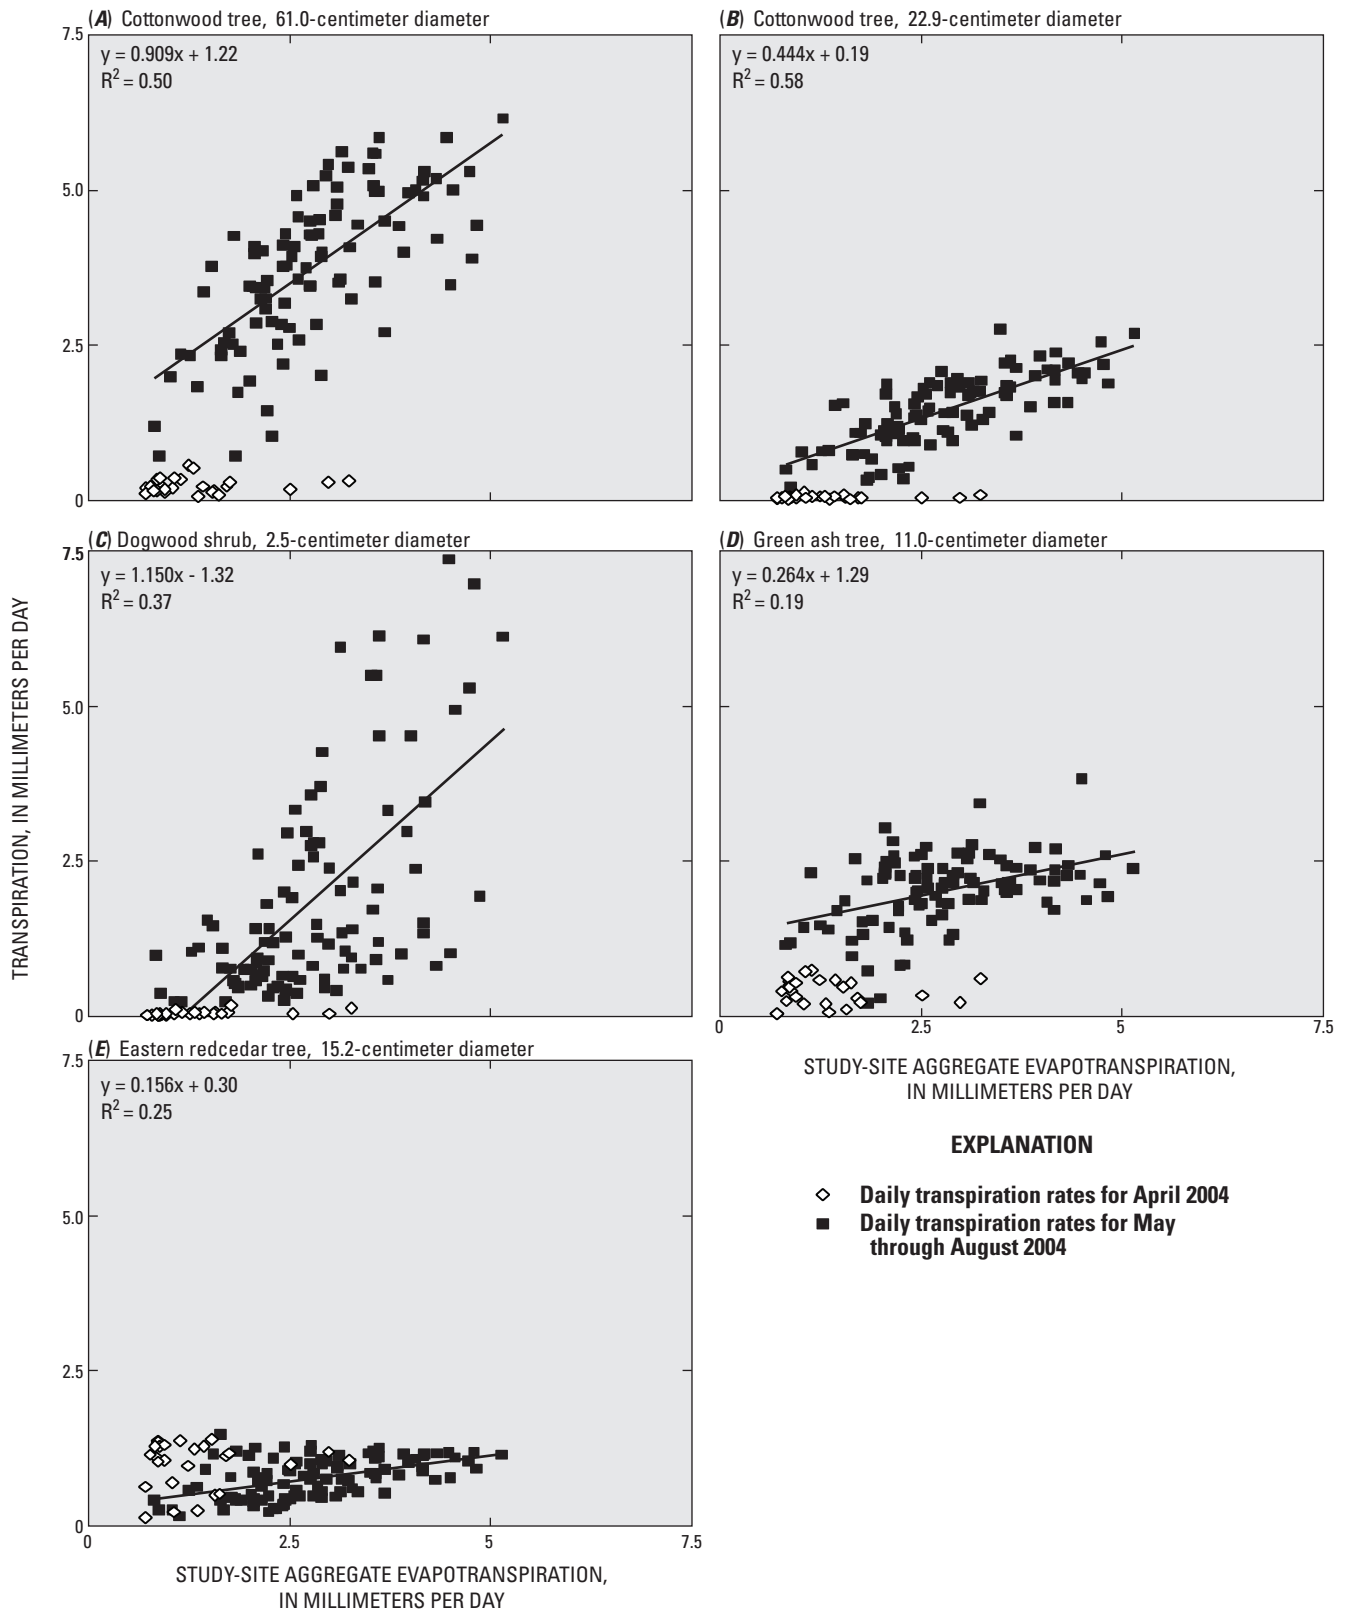 (A) Cottonwood tree, 61.0-centimeter diameter
7.5
y = 0.909x + 1.22
R² = 0.50
5.0
2.5
0
(B) Cottonwood tree, 22.9-centimeter diameter
y = 0.444x + 0.19
R² = 0.58
TRANSPIRATION, IN MILLIMETERS PER DAY
(C) Dogwood shrub, 2.5-centimeter diameter
7.5
y = 1.150x - 1.32
R² = 0.37
5.0
2.5
0
(D) Green ash tree, 11.0-centimeter diameter
y = 0.264x + 1.29
R² = 0.19
0 2.5 5 7.5
STUDY-SITE AGGREGATE EVAPOTRANSPIRATION,
IN MILLIMETERS PER DAY
(E) Eastern redcedar tree, 15.2-centimeter diameter
7.5
y = 0.156x + 0.30
R² = 0.25
5.0
2.5
0
0 2.5 5 7.5
STUDY-SITE AGGREGATE EVAPOTRANSPIRATION,
IN MILLIMETERS PER DAY
EXPLANATION
Daily transpiration rates for April 2004
Daily transpiration rates for May
through August 2004